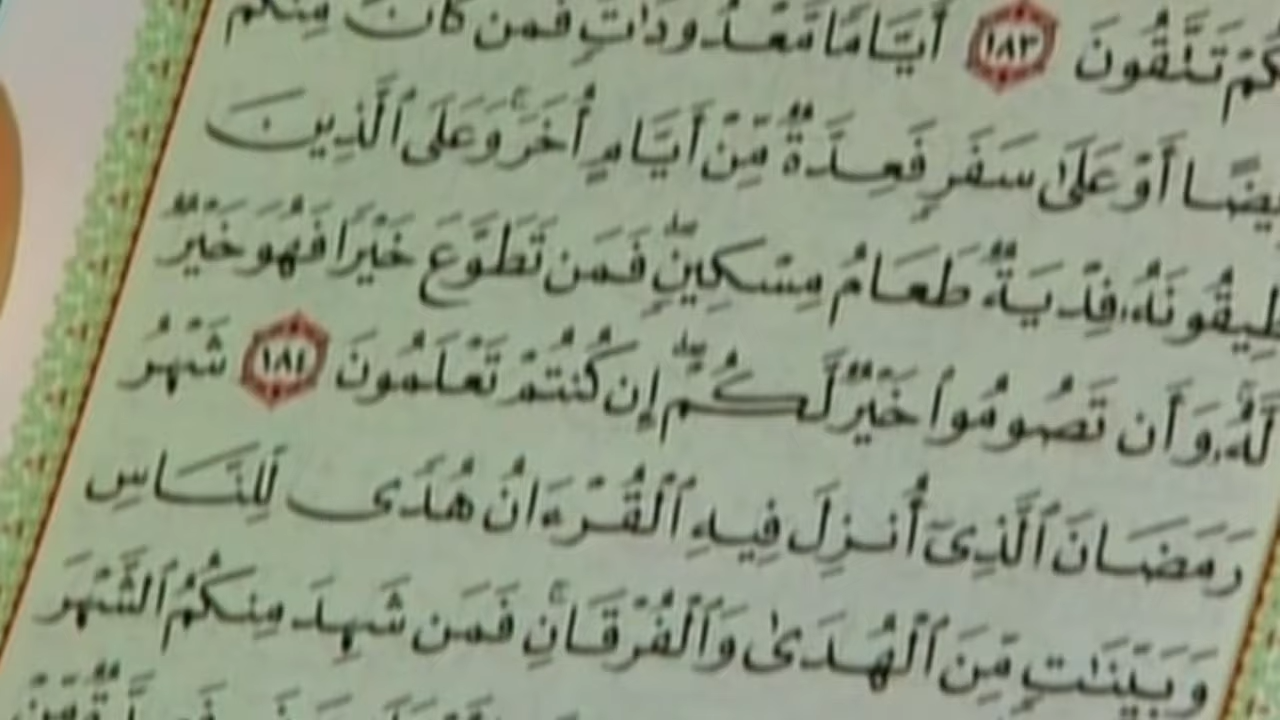 تَتَّقُونَ ١٨٣ أَيَّامًا مَّعْدُودَاتٍ فَمَن كَانَ مِنكُم
أَوْ عَلَىٰ سَفَرٍ فَعِدَّةٌ مِّنْ أَيَّامٍ أُخَرَ ۚ وَعَلَى ٱلَّذِينَ
فِدْيَةٌ طَعَامُ مِسْكِينٍ ۖ فَمَن تَطَوَّعَ خَيْرًا فَهُوَ خَيْرٌ
لَّهُۥ ۚ وَأَن تَصُومُوا۟ خَيْرٌ لَّكُمْ ۖ إِن كُنتُمْ تَعْلَمُونَ ١٨٤ شَهْرُ
رَمَضَانَ ٱلَّذِىٓ أُنزِلَ فِيهِ ٱلْقُرْءَانُ هُدًى لِّلنَّاسِ
وَبَيِّنَٰتٍ مِّنَ ٱلْهُدَىٰ وَٱلْفُرْقَانِ ۚ فَمَن شَهِدَ مِنكُمُ ٱلشَّهْرَ